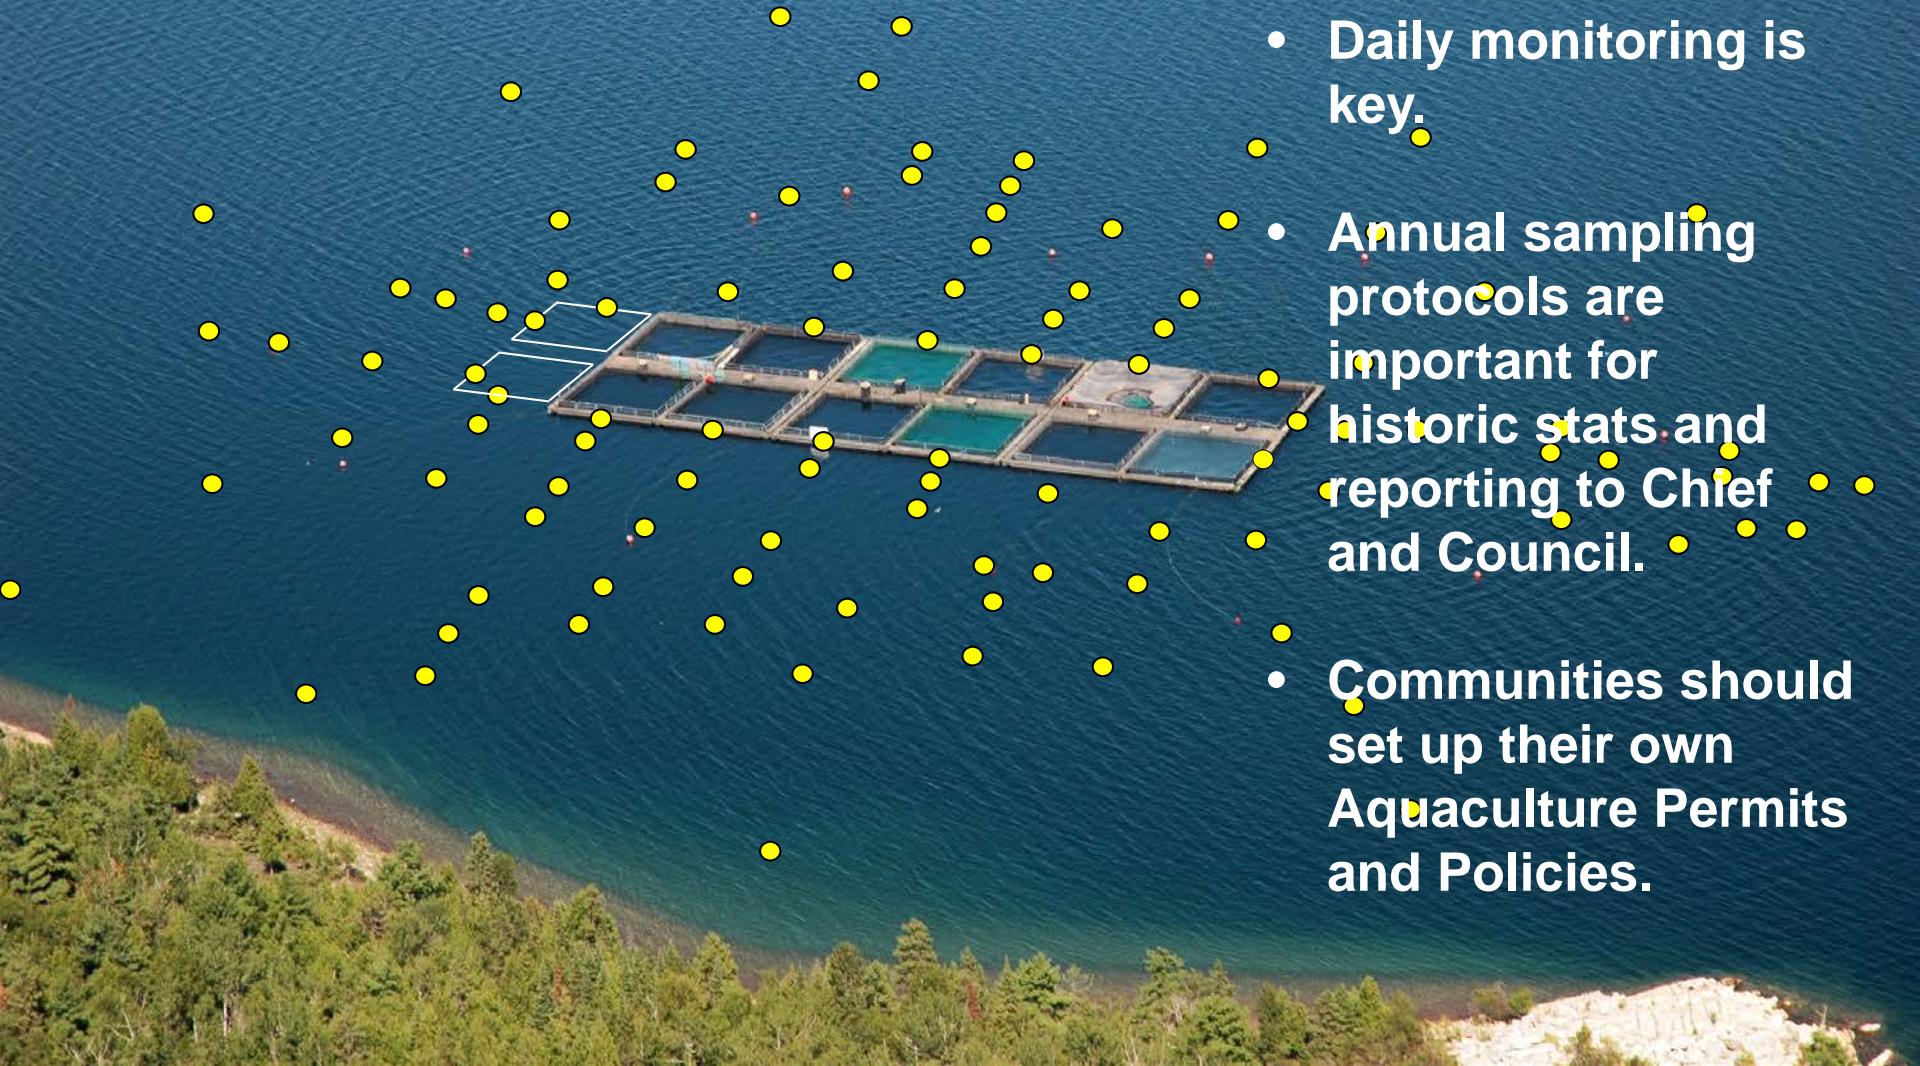 • Daily monitoring is
key.
• Annual sampling
protocols are
important for
historic stats and
reporting to Chief
and Council.
• Communities should
set up their own
Aquaculture Permits
and Policies.